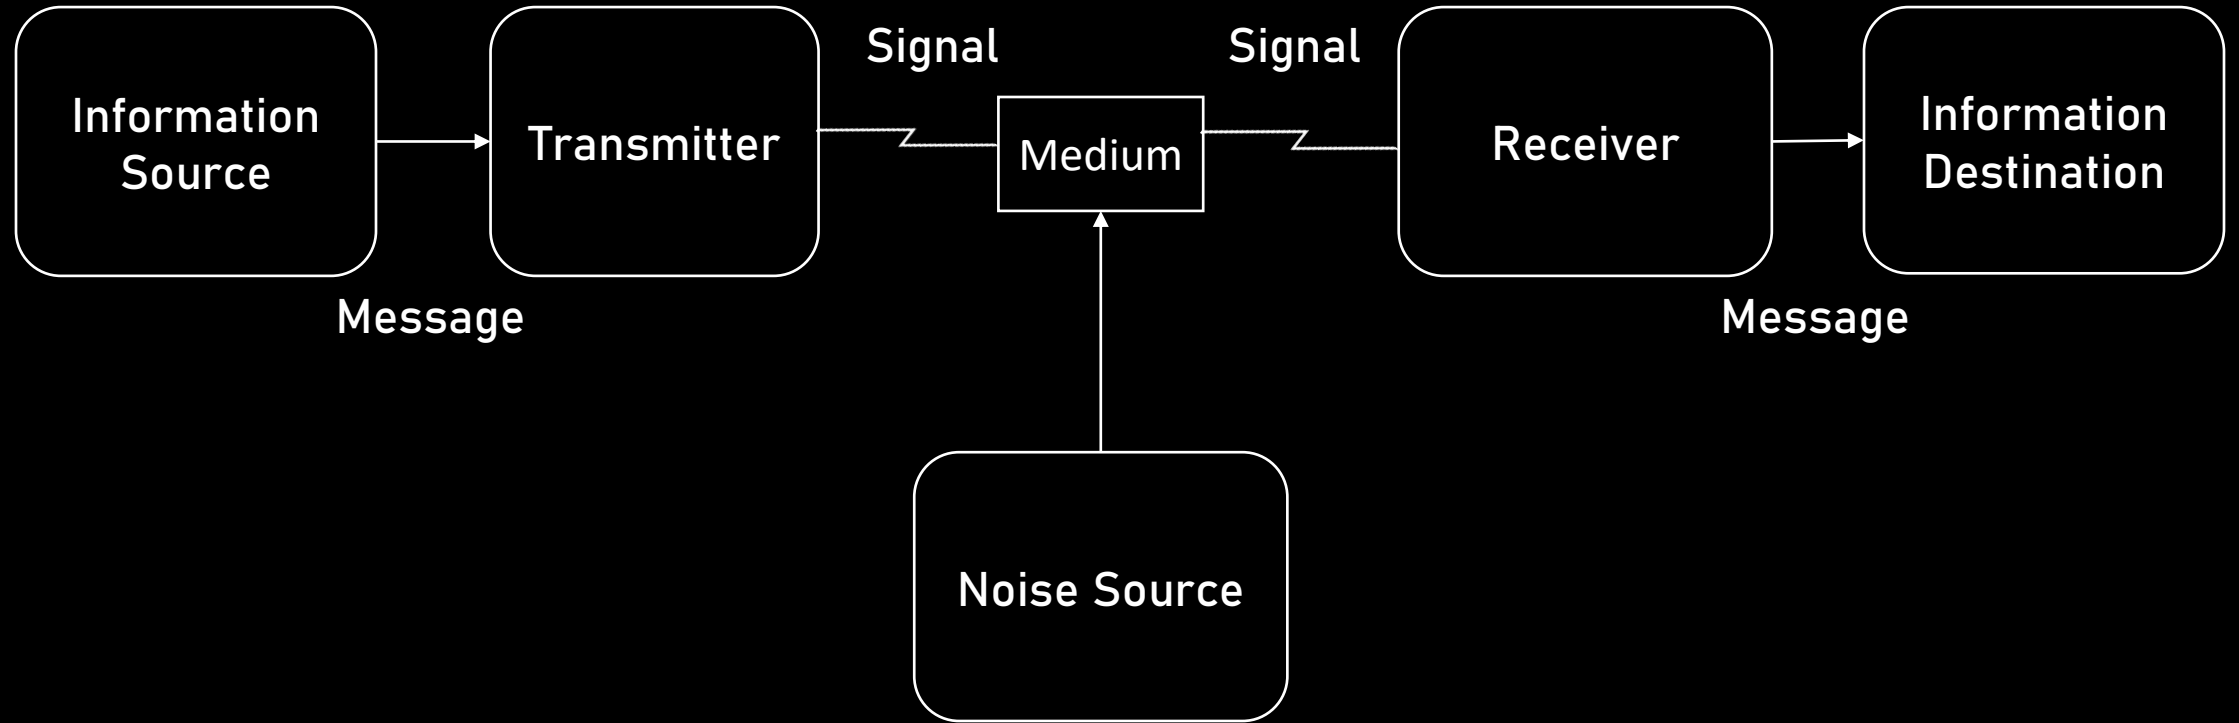 Signal
Signal
Information
Source
Transmitter
Medium
Receiver
Information
Destination
Message
Message
Noise Source